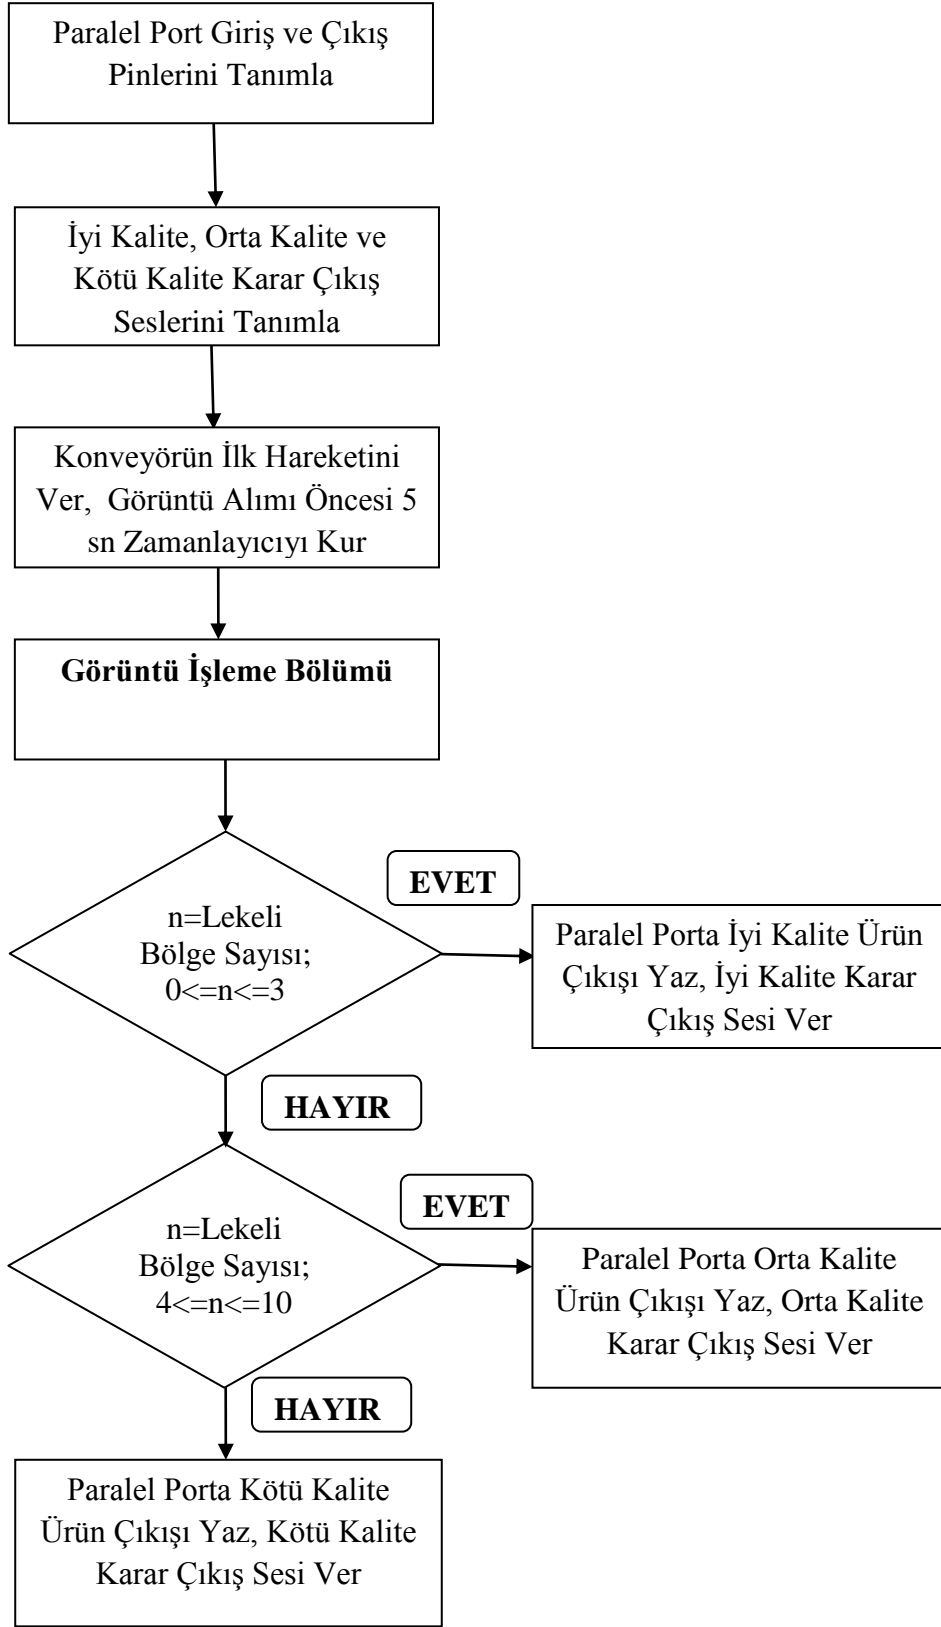 Paralel Port Giriş ve Çıkış
Pinlerini Tanımla
İyi Kalite, Orta Kalite ve
Kötü Kalite Karar Çıkış
Seslerini Tanımla
Konveyörün İlk Hareketini
Ver, Görüntü Alımı Öncesi 5
sn Zamanlayıcıyı Kur
Görüntü İşleme Bölümü
n=Lekeli
Bölge Sayısı;
0<=n<=3
EVET
Paralel Porta İyi Kalite Ürün
Çıkışı Yaz, İyi Kalite Karar
Çıkış Sesi Ver
HAYIR
n=Lekeli
Bölge Sayısı;
4<=n<=10
EVET
Paralel Porta Orta Kalite
Ürün Çıkışı Yaz, Orta Kalite
Karar Çıkış Sesi Ver
HAYIR
Paralel Porta Kötü Kalite
Ürün Çıkışı Yaz, Kötü Kalite
Karar Çıkış Sesi Ver